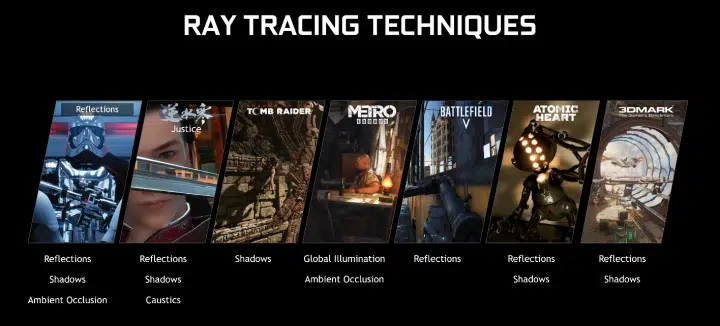 RAY TRACING TECHNIQUES
Reflections
逆水寒
Justice
TOMB RAIDER
METRO
EXODUS
BATTLEFIELD
V
ATOMIC
HEART
3DMARK
The Gamer's Benchmark
Reflections
Shadows
Ambient Occlusion
Reflections
Shadows
Caustics
Shadows
Global Illumination
Ambient Occlusion
Reflections
Reflections
Shadows
Reflections
Shadows